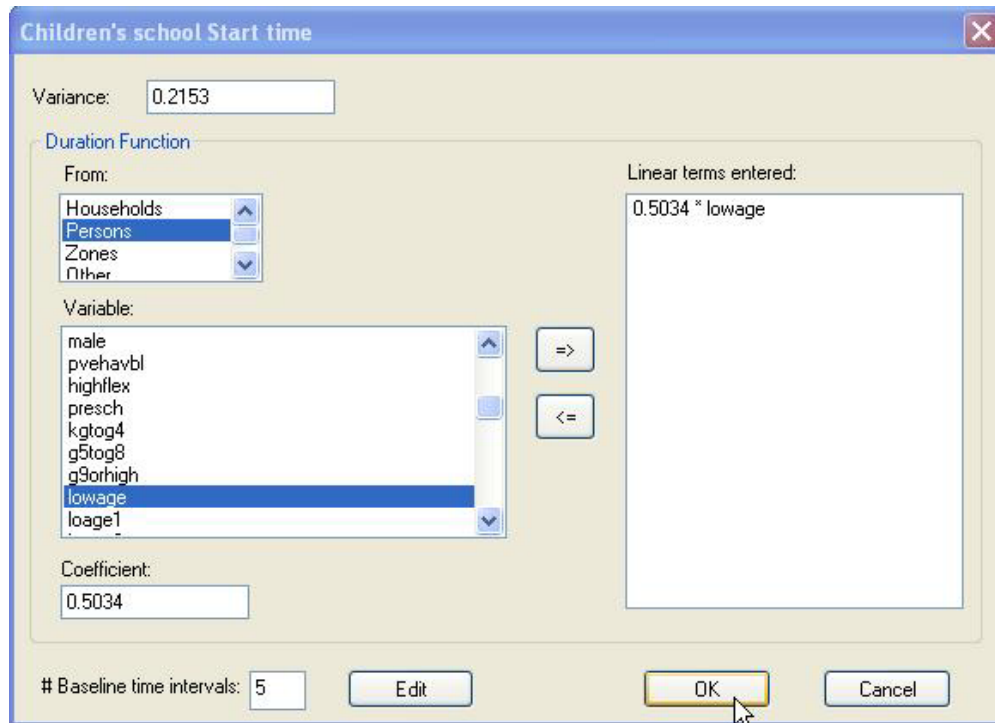 Children's school Start time
Variance: 0.2153
Duration Function
From:
Households
Persons
Zones
Other
Variable:
male
pvehavbl
highflex
presch
kgtog4
g5tog8
g9orhigh
lowage
loage1
Coefficient:
0.5034
=>
<=
Linear terms entered:
0.5034 * lowage
# Baseline time intervals: 5 Edit OK Cancel